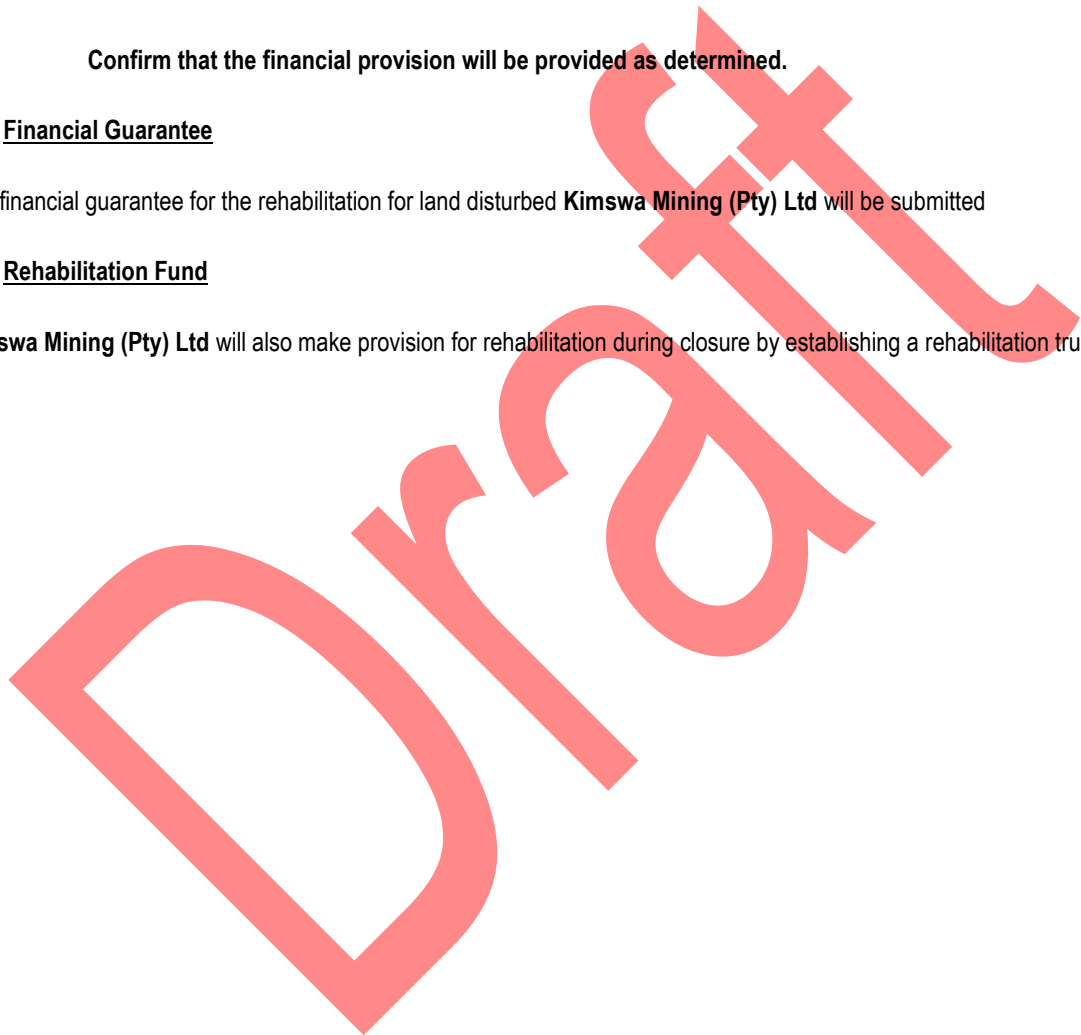 Confirm that the financial provision will be provided as determined.
Financial Guarantee
financial guarantee for the rehabilitation for land disturbed Kimswa Mining (Pty) Ltd will be submitted
Rehabilitation Fund
swa Mining (Pty) Ltd will also make provision for rehabilitation during closure by establishing a rehabilitation tru
Draft